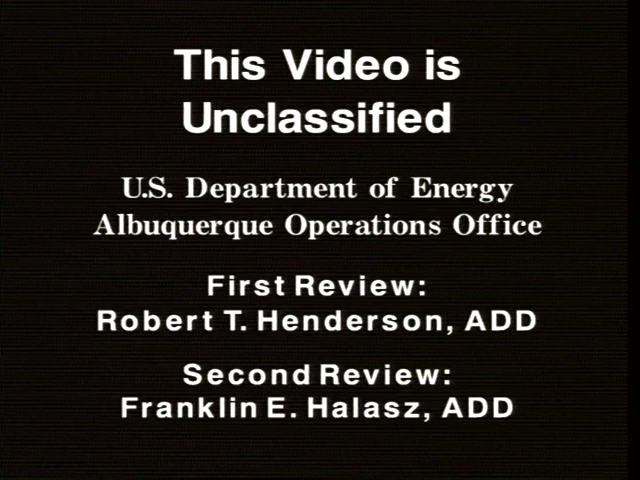 This Video is
Unclassified
U.S. Department of Energy
Albuquerque Operations Office
First Review:
Robert T. Henderson, ADD
Second Review:
Franklin E. Halasz, ADD